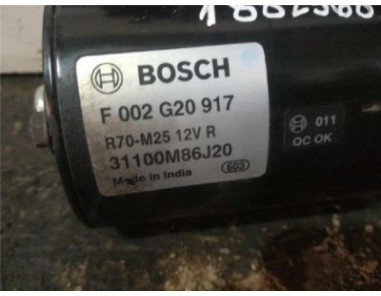 BOSCH
F 002 G20 917
R70-M25 12V R
31100M86J20
Made in India
603
011
QC OK